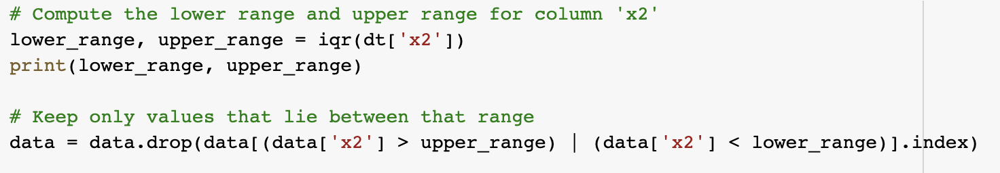 # Compute the lower range and upper range for column 'x2'
lower_range, upper_range = iqr(dt['x2'])
print(lower_range, upper_range)
# Keep only values that lie between that range
data = data.drop(data[(data['x2'] > upper_range) | (data['x2'] < lower_range)].index)